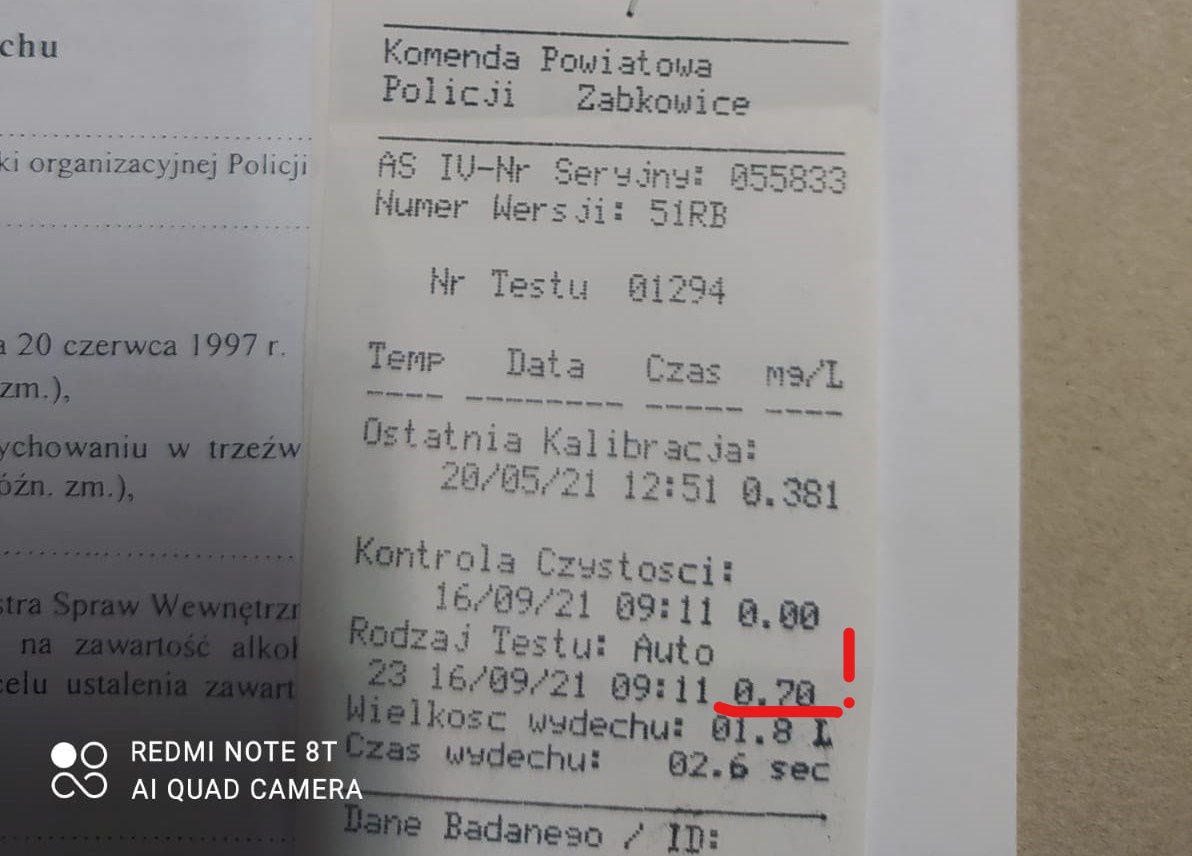 chu
ki organizacyjnej Policji
a 20 czerwca 1997 r.
zm.),
ychowaniu w trzeźw
óźn. zm.),
stra Spraw Wewnętrzn
na zawartość alkoh
celu ustalenia zawart
Komenda Powiatowa
Policji Zabkowice
AS IV-Nr Seryjny: 055833
Numer Wersji: 51RB
Nr Testu 01294
Temp Data Czas mg/L
Ostatnia Kalibracja:
20/05/21 12:51 0.381
Kontrola Czystosci:
16/09/21 09:11 0.00
Rodzaj Testu: Auto
23 16/09/21 09:11 0.70
Wielkosc wydechu: 01.8 L
Czas wydechu: 02.6 sec
Dane Badanego / ID:
REDMI NOTE 8T
AI QUAD CAMERA